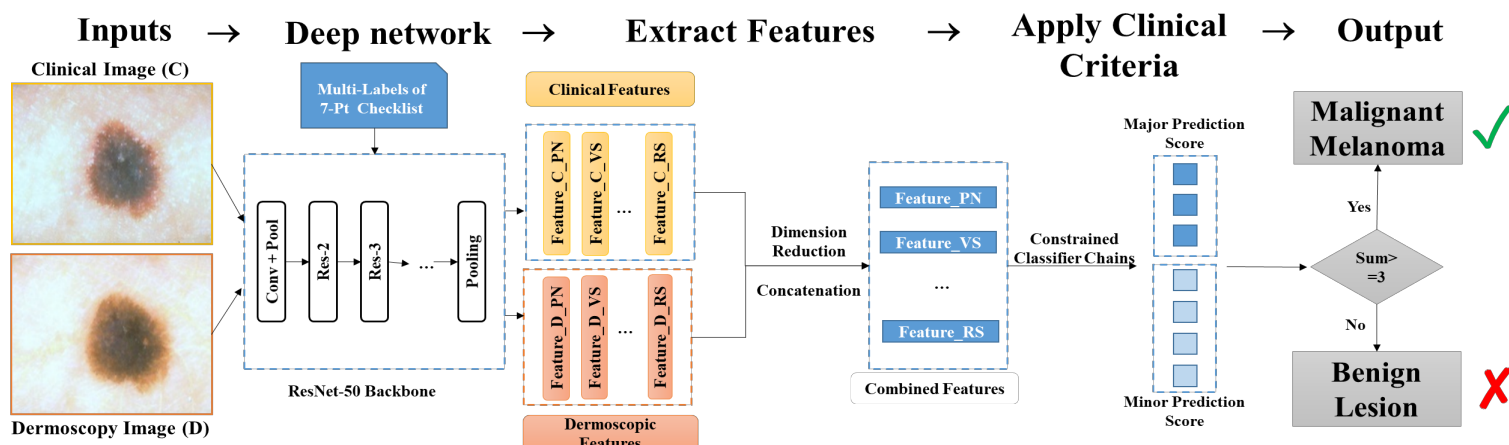 Inputs → Deep network → Extract Features → Apply Clinical Criteria → Output
Clinical Image (C)
Dermoscopy Image (D)
Multi-Labels of
7-Pt Checklist
Conv + Pool
Res-2
Res-3
...
Pooling
ResNet-50 Backbone
Clinical Features
Feature_C_PN
Feature_C_VS
...
Feature_C_RS
Feature_D_PN
Feature_D_VS
...
Feature_D_RS
Dermoscopic
Features
Dimension
Reduction
Concatenation
Feature_PN
Feature_VS
...
Feature_RS
Combined Features
Constrained
Classifier Chains
Major Prediction
Score
Minor Prediction
Score
Sum>
=3
Yes
No
Malignant
Melanoma
Benign
Lesion